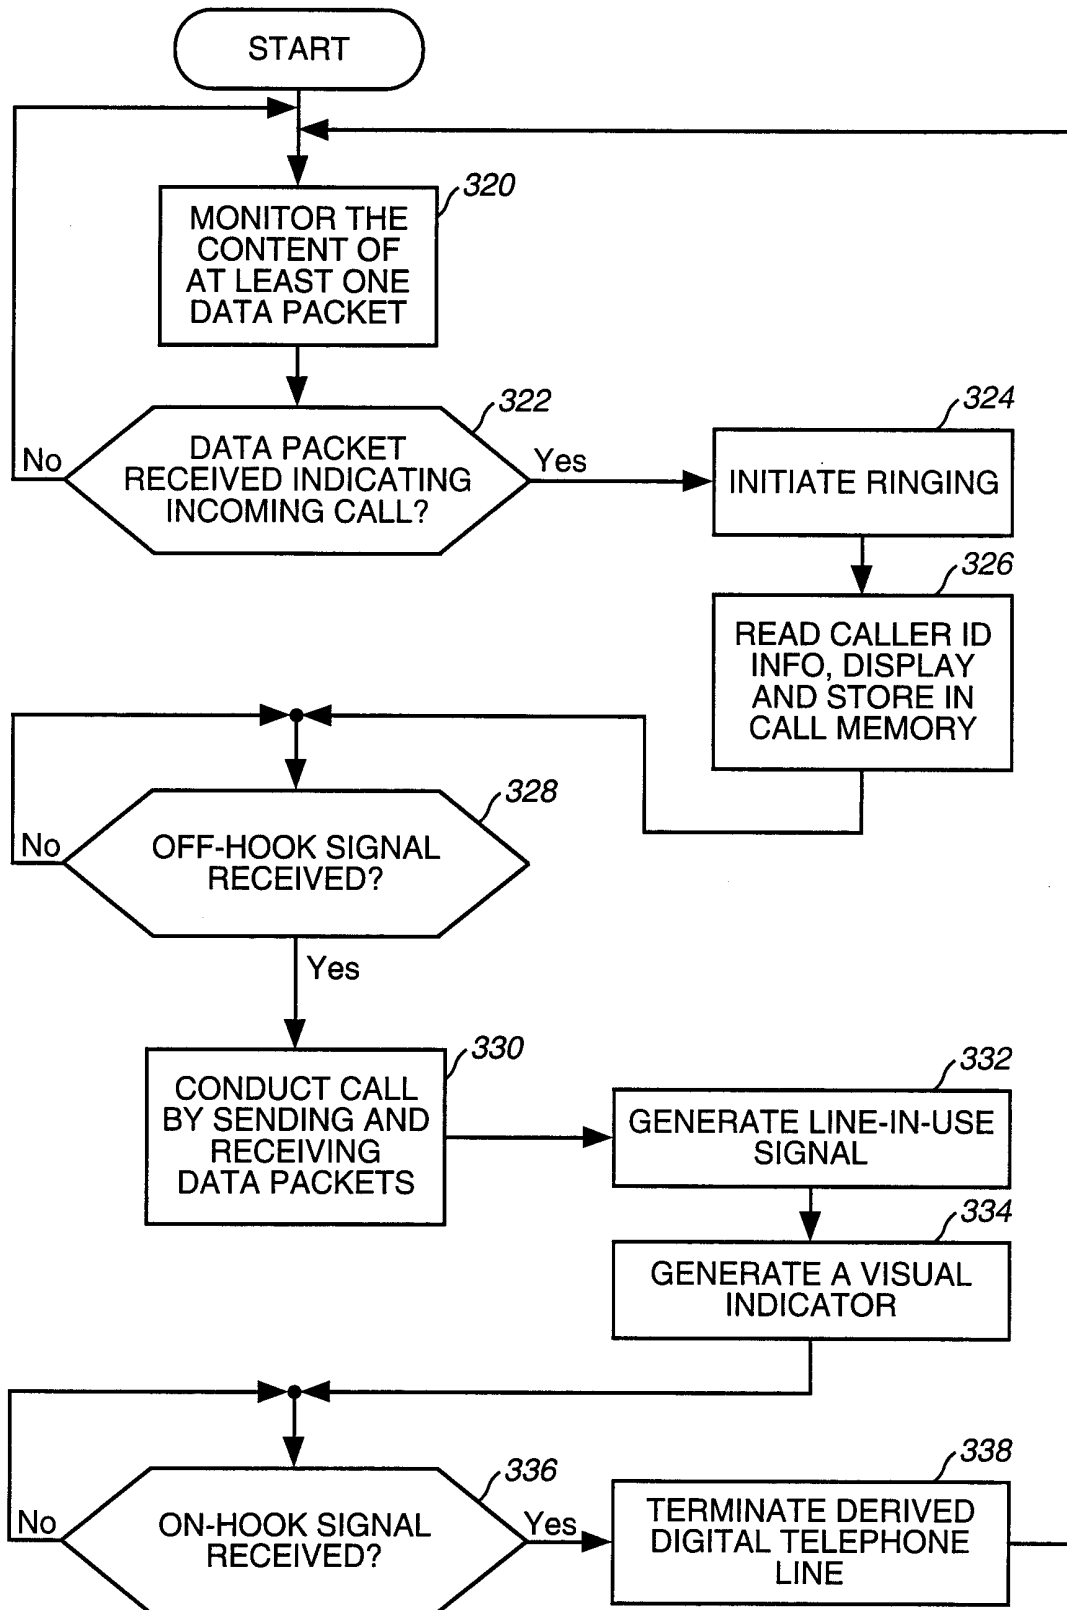 START
320
MONITOR THE
CONTENT OF
AT LEAST ONE
DATA PACKET
322
DATA PACKET
RECEIVED INDICATING
INCOMING CALL?
No
Yes
324
INITIATE RINGING
326
READ CALLER ID
INFO, DISPLAY
AND STORE IN
CALL MEMORY
328
OFF-HOOK SIGNAL
RECEIVED?
No
Yes
330
CONDUCT CALL
BY SENDING AND
RECEIVING
DATA PACKETS
332
GENERATE LINE-IN-USE
SIGNAL
334
GENERATE A VISUAL
INDICATOR
336
ON-HOOK SIGNAL
RECEIVED?
No
Yes
338
TERMINATE DERIVED
DIGITAL TELEPHONE
LINE